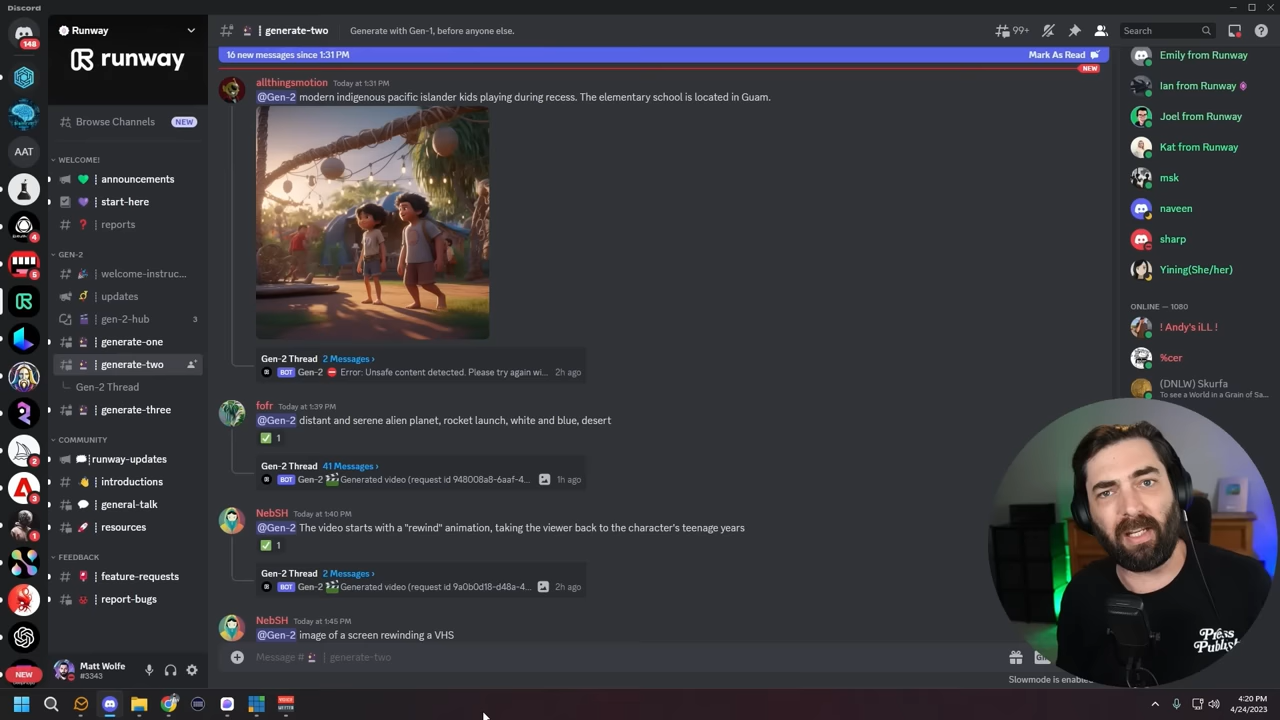 Discord
148
AAT
4
5
2
3
1
NEW
Runway
runway
Browse Channels NEW
WELCOME!
announcements
start-here
reports
GEN-2
welcome-instruc...
updates
gen-2-hub 3
generate-one
generate-two
Gen-2 Thread
generate-three
COMMUNITY
runway-updates
introductions
general-talk
resources
FEEDBACK
feature-requests
report-bugs
Matt Wolfe
#3343
generate-two Generate with Gen-1, before anyone else. 99+ Search
16 new messages since 1:31 PM Mark As Read
NEW
allthingsmotion Today at 1:31 PM
@Gen-2 modern indigenous pacific islander kids playing during recess. The elementary school is located in Guam.
Gen-2 Thread 2 Messages ›
BOT Gen-2 Error: Unsafe content detected. Please try again wi... 2h ago
fofr Today at 1:39 PM
@Gen-2 distant and serene alien planet, rocket launch, white and blue, desert
1
Gen-2 Thread 41 Messages ›
BOT Gen-2 Generated video (request id 948008a8-6aaf-4... 1h ago
NebSH Today at 1:40 PM
@Gen-2 The video starts with a "rewind" animation, taking the viewer back to the character's teenage years
1
Gen-2 Thread 2 Messages ›
BOT Gen-2 Generated video (request id 9a0b0d18-d48a-4... 2h ago
NebSH Today at 1:45 PM
@Gen-2 image of a screen rewinding a VHS
Message # | generate-two
Slowmode is enabled
Emily from Runway
Ian from Runway
Joel from Runway
Kat from Runway
msk
naveen
sharp
Yining(She/her)
ONLINE — 1080
! Andy's iLL !
%cer
(DNLW) Skurfa
To see a World in a Grain of Sa...
Press
Publish
4:20 PM
4/24/2023